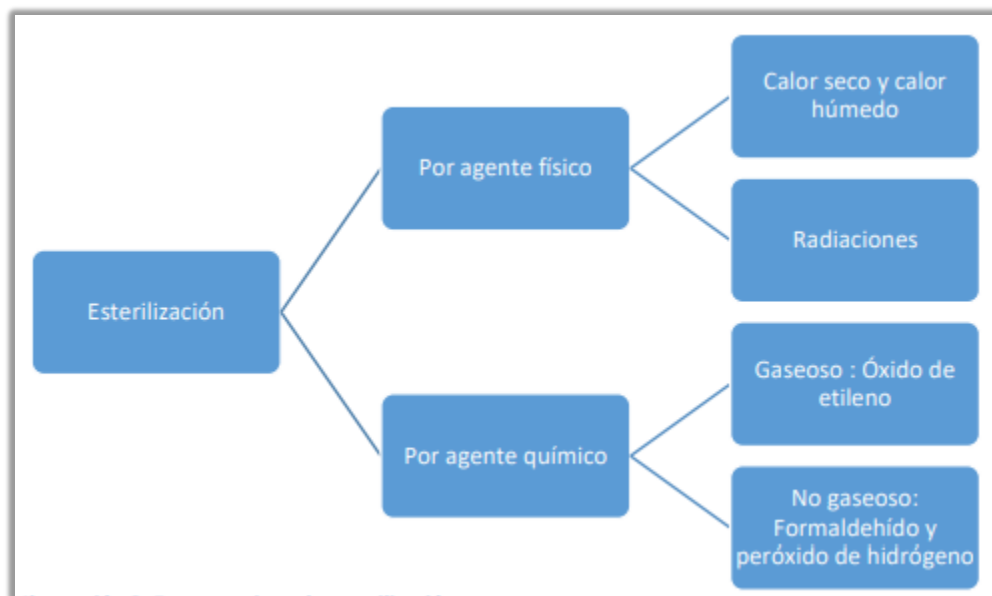 Calor seco y calor
húmedo
Por agente físico
Radiaciones
Esterilización
Gaseoso : Óxido de
etileno
Por agente químico
No gaseoso:
Formaldehído y
peróxido de hidrógeno